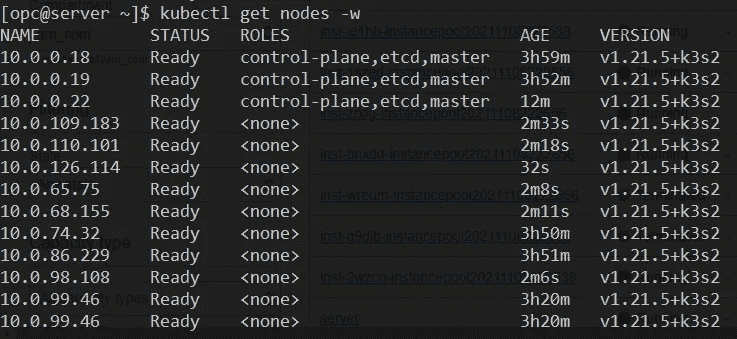 [opc@server ~]$ kubectl get nodes -w
NAME STATUS ROLES AGE VERSION
10.0.0.18 Ready control-plane,etcd,master 3h59m v1.21.5+k3s2
10.0.0.19 Ready control-plane,etcd,master 3h52m v1.21.5+k3s2
10.0.0.22 Ready control-plane,etcd,master 12m v1.21.5+k3s2
10.0.109.183 Ready <none> 2m33s v1.21.5+k3s2
10.0.110.101 Ready <none> 2m18s v1.21.5+k3s2
10.0.126.114 Ready <none> 32s v1.21.5+k3s2
10.0.65.75 Ready <none> 2m8s v1.21.5+k3s2
10.0.68.155 Ready <none> 2m11s v1.21.5+k3s2
10.0.74.32 Ready <none> 3h50m v1.21.5+k3s2
10.0.86.229 Ready <none> 3h51m v1.21.5+k3s2
10.0.98.108 Ready <none> 2m6s v1.21.5+k3s2
10.0.99.46 Ready <none> 3h20m v1.21.5+k3s2
10.0.99.46 Ready <none> 3h20m v1.21.5+k3s2
server